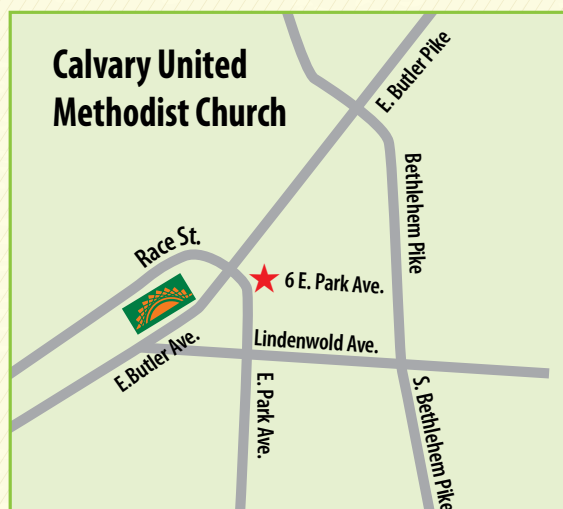 Calvary United
Methodist Church
E. Butler Pike
Bethlehem Pike
Race St.
6 E. Park Ave.
E.Butler Ave.
Lindenwold Ave.
E. Park Ave.
S. Bethlehem Pike